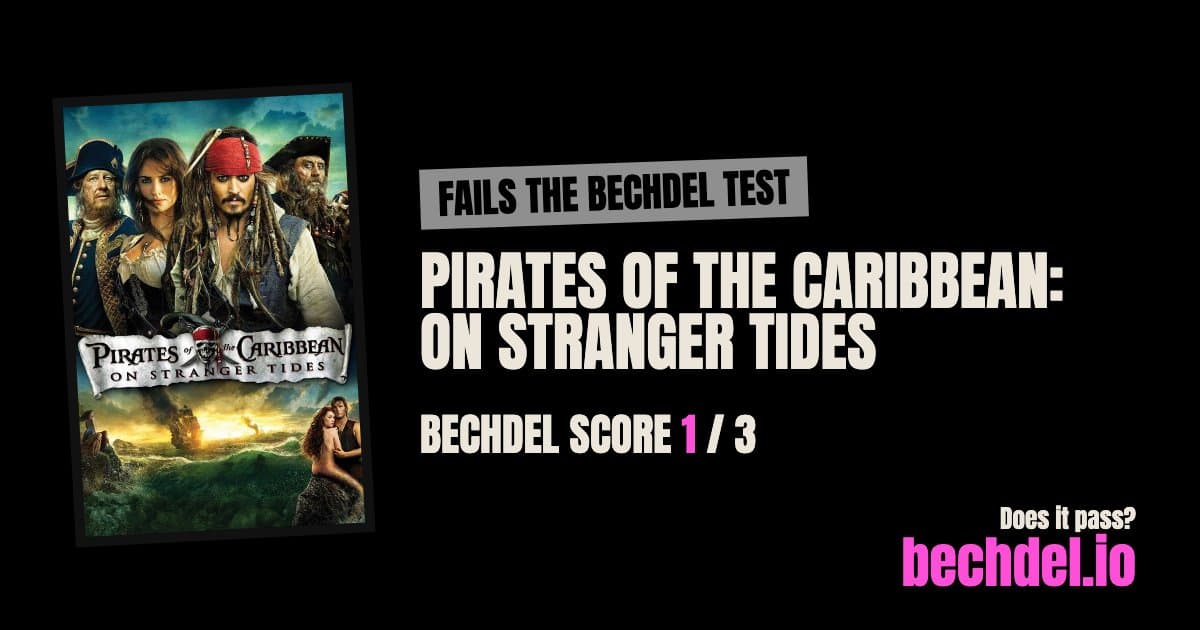 PIRATES of the CARIBBEAN
ON STRANGER TIDES
FAILS THE BECHDEL TEST
PIRATES OF THE CARIBBEAN:
ON STRANGER TIDES
BECHDEL SCORE 1 / 3
Does it pass?
bechdel.io